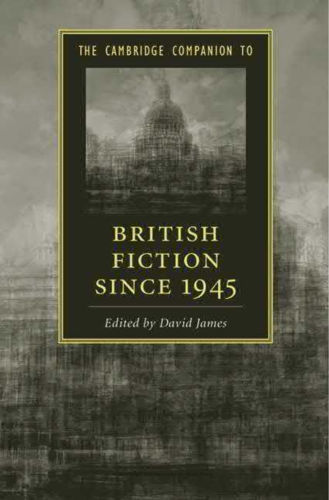 THE CAMBRIDGE COMPANION TO
BRITISH
FICTION
SINCE 1945
Edited by David James